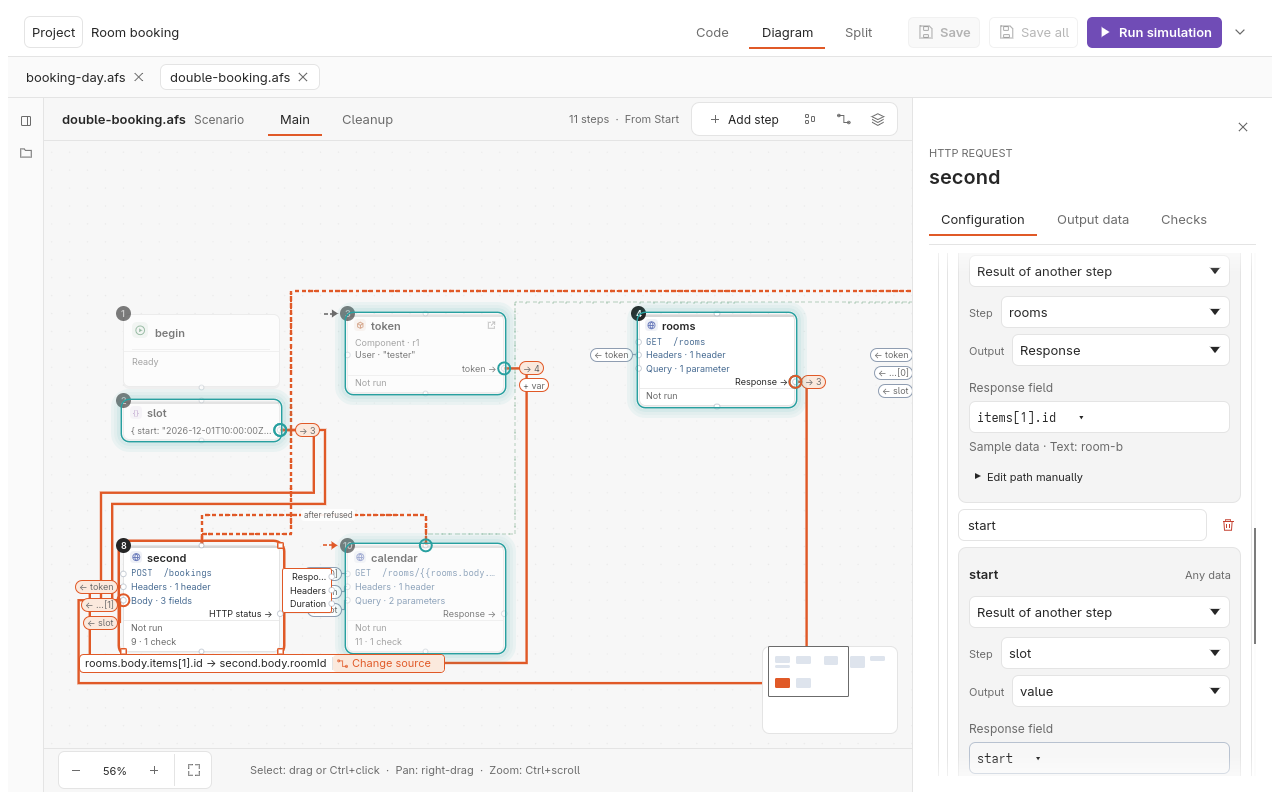 Project
Room booking
Code
Diagram
Split
Save
Save all
Run simulation
booking-day.afs
double-booking.afs
double-booking.afs
Scenario
Main
Cleanup
11 steps · From Start
+ Add step
1
begin
Ready
2
slot
{ start: "2026-12-01T10:00:00Z...
→ 3
3
token
Component · r1
User · "tester"
token →
Not run
→ 4
+ var
4
rooms
GET /rooms
Headers · 1 header
Query · 1 parameter
Response →
Not run
← token
→ 3
← token
← ...[0]
← slot
after refused
8
second
POST /bookings
Headers · 1 header
Body · 3 fields
HTTP status →
Not run
9 · 1 check
← token
← ...[1]
← slot
Respo...
Headers
Duration
calendar
GET /rooms/{{rooms.body...
Headers · 1 header
Query · 2 parameters
Response →
Not run
11 · 1 check
rooms.body.items[1].id → second.body.roomId
Change source
− 56% +
Select: drag or Ctrl+click · Pan: right-drag · Zoom: Ctrl+scroll
HTTP REQUEST
second
Configuration
Output data
Checks
Result of another step
Step
rooms
Output
Response
Response field
items[1].id
Sample data · Text: room-b
Edit path manually
start
start
Any data
Result of another step
Step
slot
Output
value
Response field
start